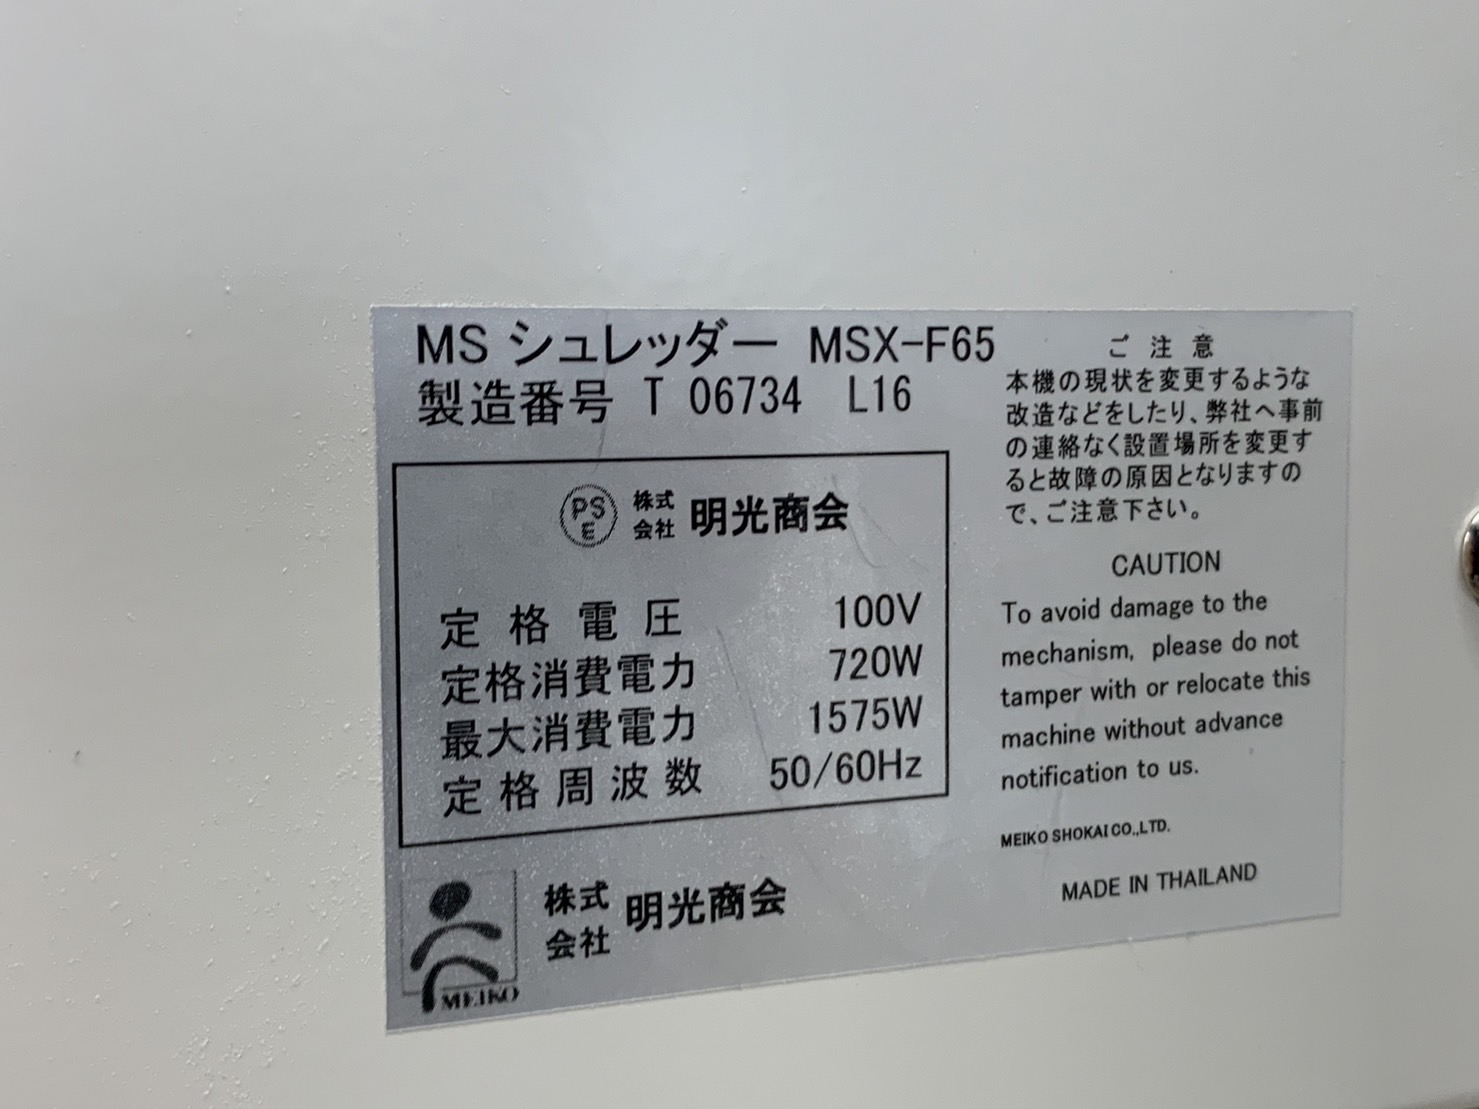 MS シュレッダー MSX-F65
製造番号 T 06734 L16
PS
E
株式
会社
明光商会
定格電圧 100V
定格消費電力 720W
最大消費電力 1575W
定格周波数 50/60Hz
MEIKO
株式
会社
明光商会
ご注意
本機の現状を変更するような
改造などをしたり、弊社へ事前
の連絡なく設置場所を変更す
ると故障の原因となりますの
で、ご注意下さい。
CAUTION
To avoid damage to the
mechanism, please do not
tamper with or relocate this
machine without advance
notification to us.
MEIKO SHOKAI CO.,LTD.
MADE IN THAILAND